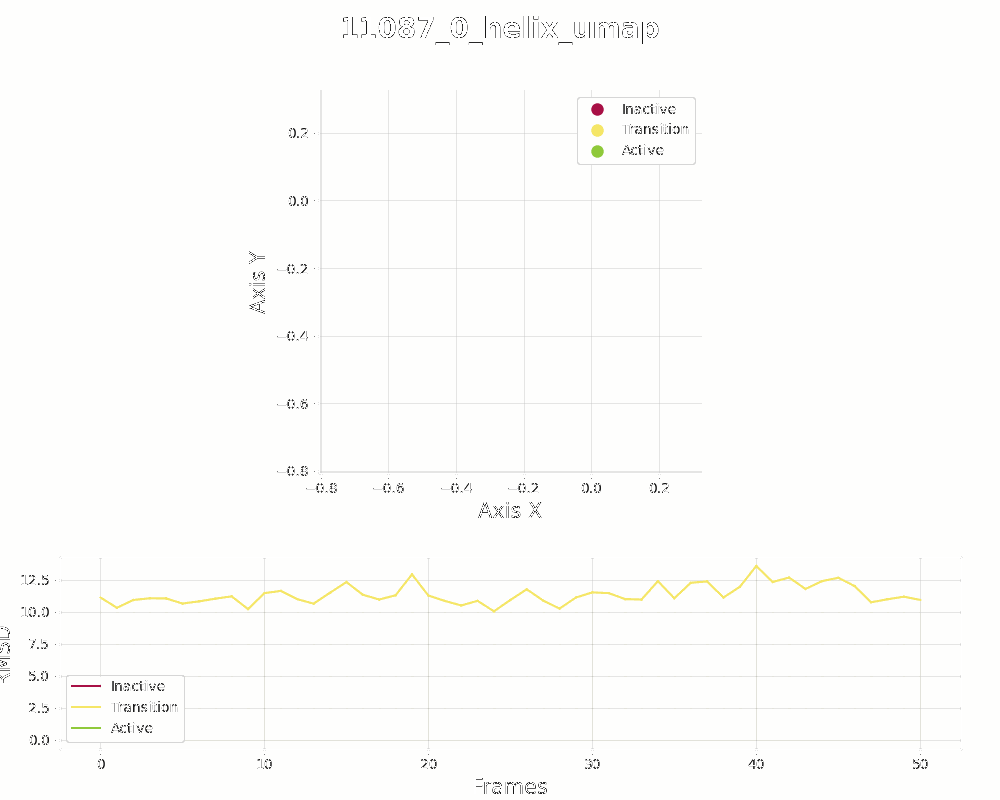 11087_0_helix_umap
Inactive
Transition
Active
0.2
0.0
−0.2
−0.4
−0.6
−0.8
Axis Y
−0.8 −0.6 −0.4 −0.2 0.0 0.2
Axis X
12.5
10.0
7.5
5.0
2.5
0.0
RMSD
Inactive
Transition
Active
0 10 20 30 40 50
Frames